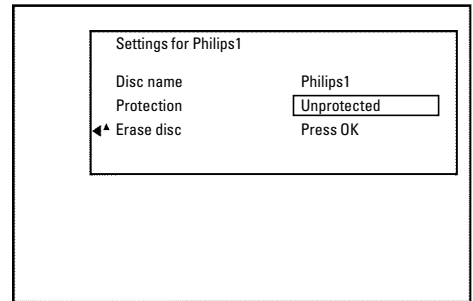 Settings for Philips1
Disc name Philips1
Protection Unprotected
Erase disc Press OK